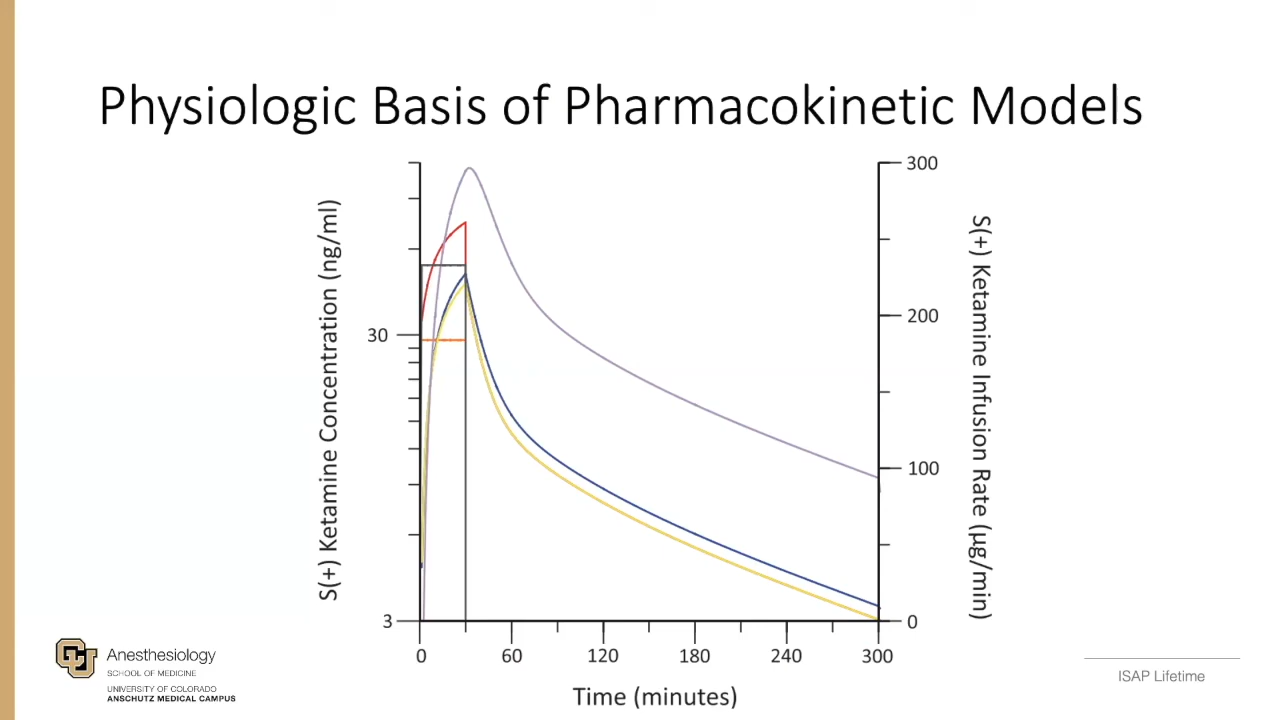 Physiologic Basis of Pharmacokinetic Models
S(+) Ketamine Concentration (ng/ml)
30
3
300
200
100
0
S(+) Ketamine Infusion Rate (µg/min)
0 60 120 180 240 300
Time (minutes)
CU
Anesthesiology
SCHOOL OF MEDICINE
UNIVERSITY OF COLORADO
ANSCHUTZ MEDICAL CAMPUS
ISAP Lifetime